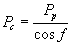 P_c = P_p / cos f